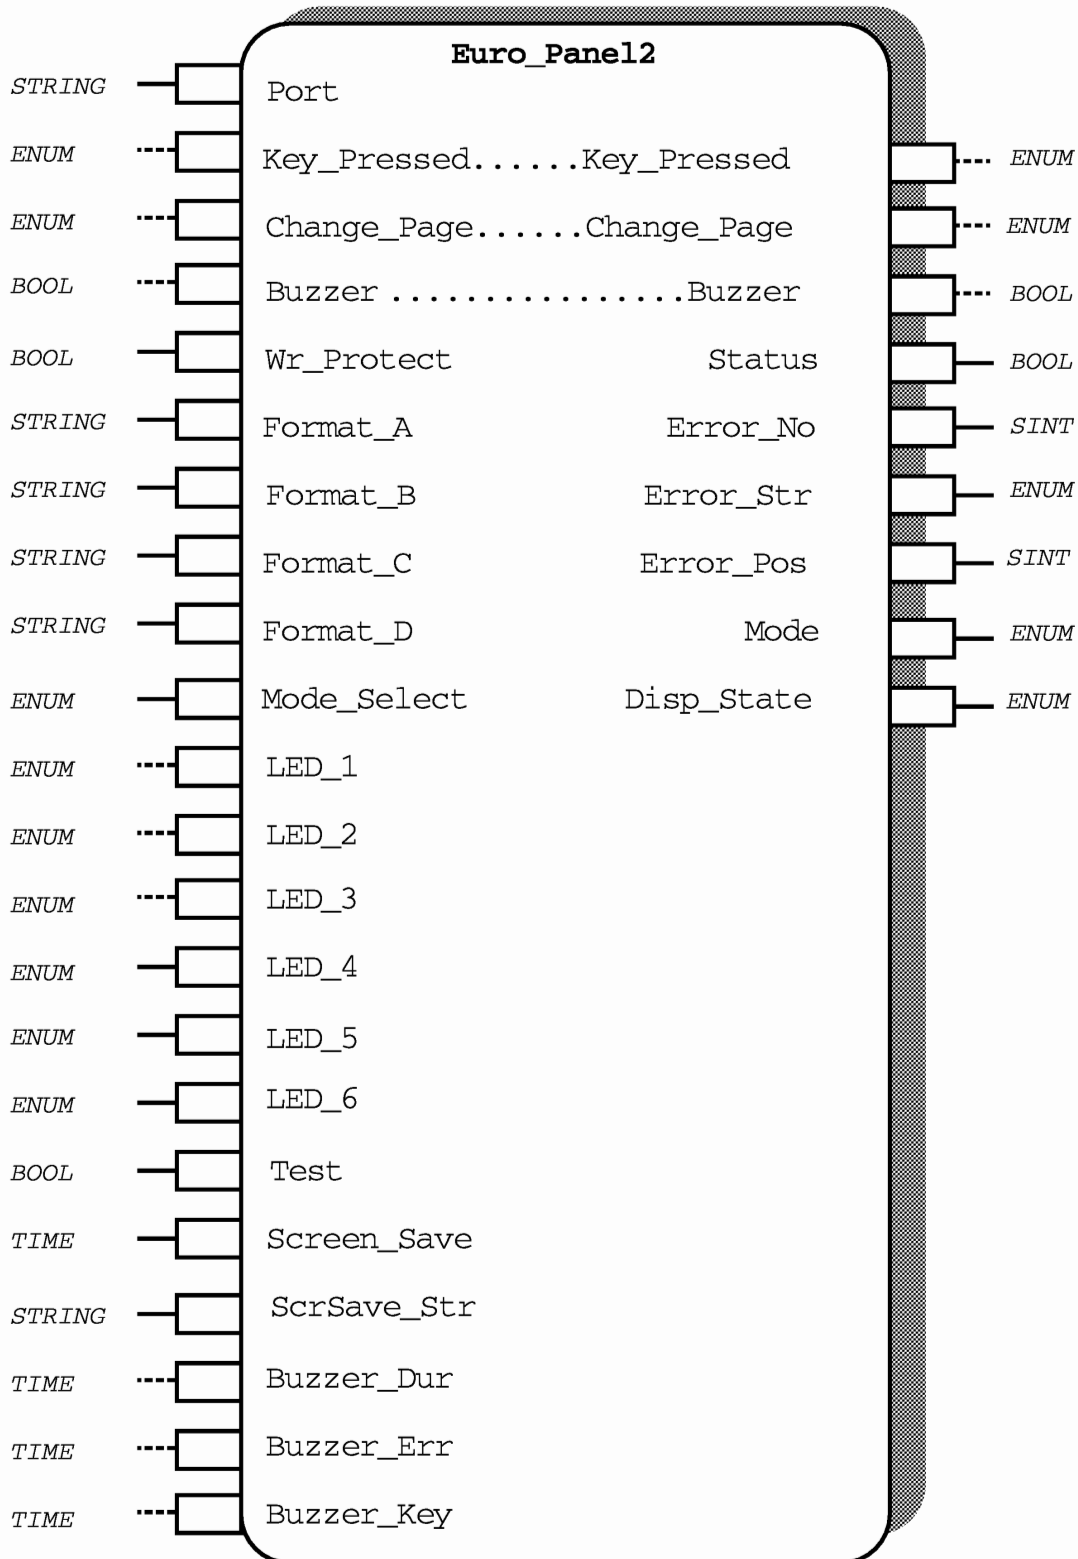 Euro_Panel2
STRING Port
ENUM Key_Pressed......Key_Pressed ENUM
ENUM Change_Page......Change_Page ENUM
BOOL Buzzer ................Buzzer BOOL
BOOL Wr_Protect Status BOOL
STRING Format_A Error_No SINT
STRING Format_B Error_Str ENUM
STRING Format_C Error_Pos SINT
STRING Format_D Mode ENUM
ENUM Mode_Select Disp_State ENUM
ENUM LED_1
ENUM LED_2
ENUM LED_3
ENUM LED_4
ENUM LED_5
ENUM LED_6
BOOL Test
TIME Screen_Save
STRING ScrSave_Str
TIME Buzzer_Dur
TIME Buzzer_Err
TIME Buzzer_Key